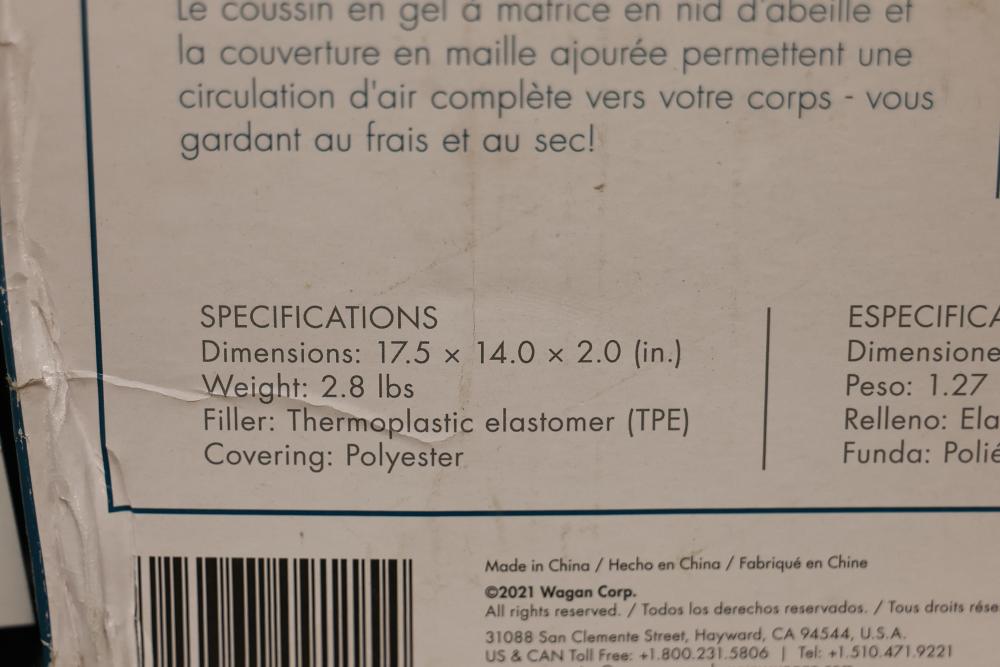 Le coussin en gel à matrice en nid d'abeille et
la couverture en maille ajourée permettent une
circulation d'air complète vers votre corps - vous
gardant au frais et au sec!
SPECIFICATIONS
Dimensions: 17.5 × 14.0 × 2.0 (in.)
Weight: 2.8 lbs
Filler: Thermoplastic elastomer (TPE)
Covering: Polyester
ESPECIFICA
Dimensione
Peso: 1.27
Relleno: Ela
Funda: Polié
Made in China / Hecho en China / Fabriqué en Chine
©2021 Wagan Corp.
All rights reserved. / Todos los derechos reservados. / Tous droits rése
31088 San Clemente Street, Hayward, CA 94544, U.S.A.
US & CAN Toll Free: +1.800.231.5806 | Tel: +1.510.471.9221